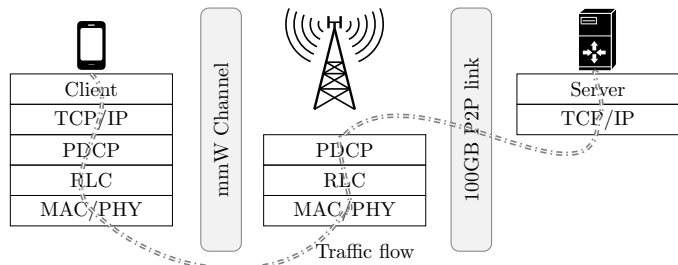 Client
TCP/IP
PDCP
RLC
MAC/PHY
mmW Channel
PDCP
RLC
MAC/PHY
100GB P2P link
Server
TCP/IP
Traffic flow